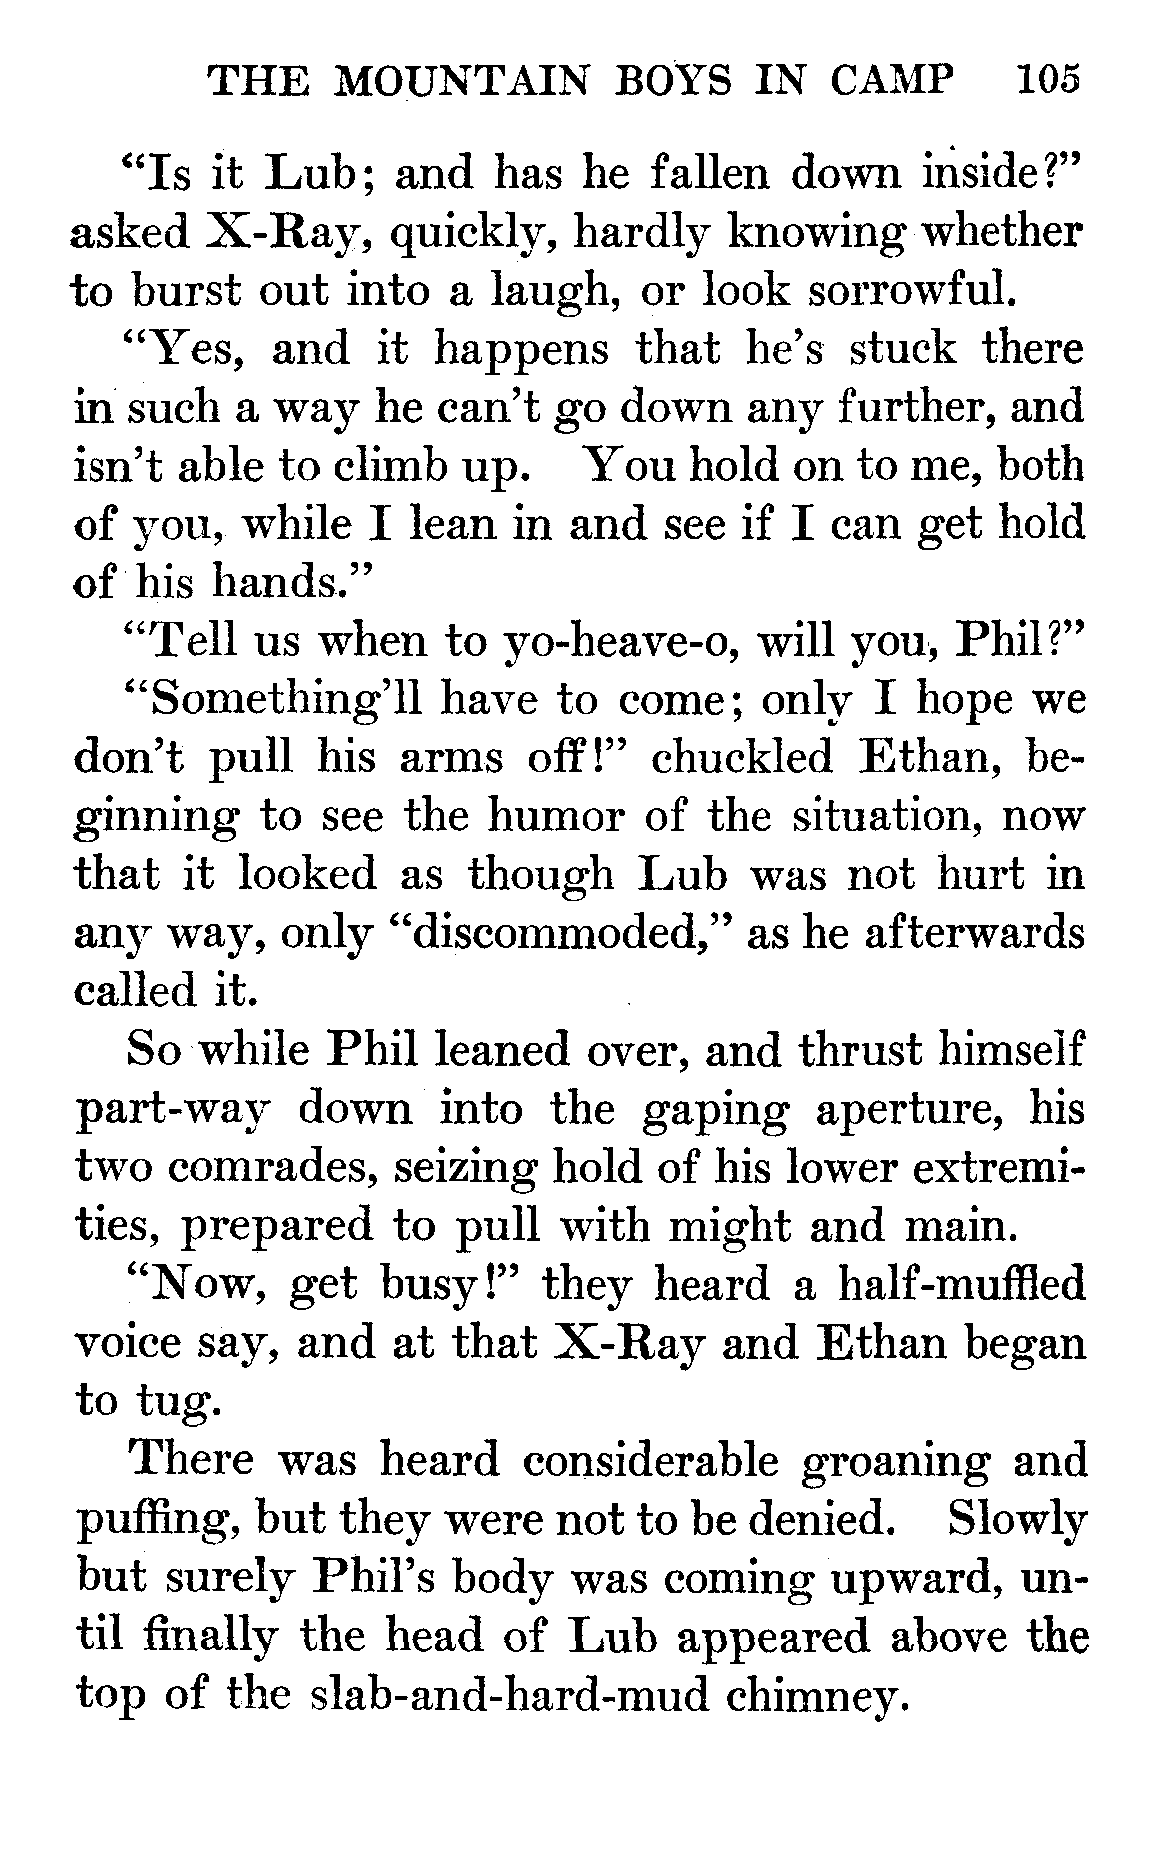 THE MOUNTAIN BOYS IN CAMP 105
“Is it Lub; and has he fallen down inside?”
asked X-Ray, quickly, hardly knowing whether
to burst out into a laugh, or look sorrowful.
“Yes, and it happens that he’s stuck there
in such a way he can’t go down any further, and
isn’t able to climb up. You hold on to me, both
of you, while I lean in and see if I can get hold
of his hands.”
“Tell us when to yo-heave-o, will you, Phil?”
“Something’ll have to come; only I hope we
don’t pull his arms off!” chuckled Ethan, be-
ginning to see the humor of the situation, now
that it looked as though Lub was not hurt in
any way, only “discommoded,” as he afterwards
called it.
So while Phil leaned over, and thrust himself
part-way down into the gaping aperture, his
two comrades, seizing hold of his lower extremi-
ties, prepared to pull with might and main.
“Now, get busy!” they heard a half-muffled
voice say, and at that X-Ray and Ethan began
to tug.
There was heard considerable groaning and
puffing, but they were not to be denied. Slowly
but surely Phil’s body was coming upward, un-
til finally the head of Lub appeared above the
top of the slab-and-hard-mud chimney.